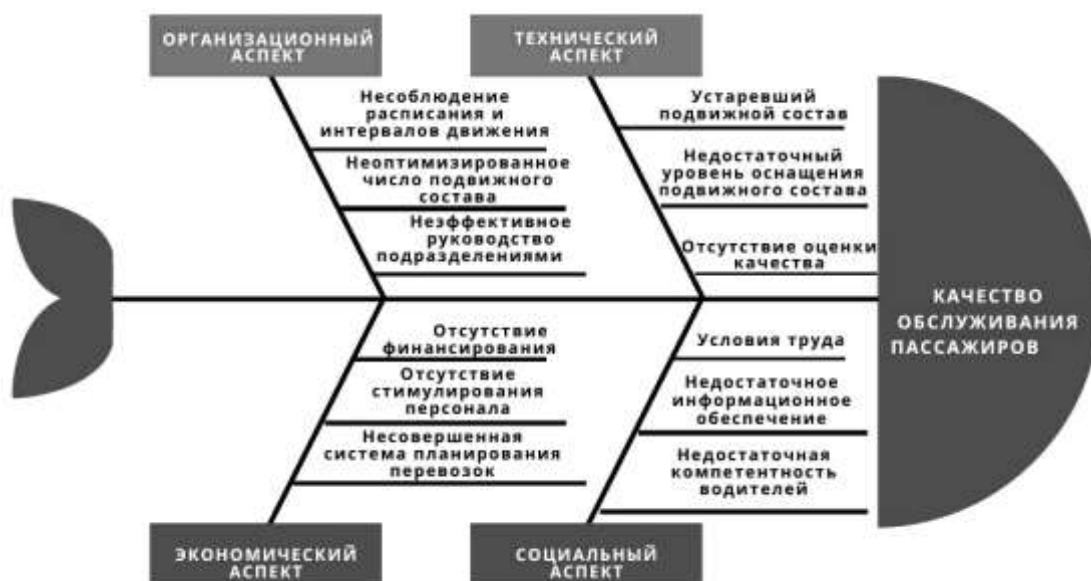 ОРГАНИЗАЦИОННЫЙ
АСПЕКТ
ТЕХНИЧЕСКИЙ
АСПЕКТ
Несоблюдение
расписания и
интервалов движения
Неоптимизированное
число подвижного
состава
Неэффективное
руководство
подразделениями
Устаревший
подвижной состав
Недостаточный
уровень оснащения
подвижного состава
Отсутствие оценки
качества
КАЧЕСТВО
ОБСЛУЖИВАНИЯ
ПАССАЖИРОВ
Отсутствие
финансирования
Отсутствие
стимулирования
персонала
Несовершенная
система планирования
перевозок
Условия труда
Недостаточное
информационное
обеспечение
Недостаточная
компетентность
водителей
ЭКОНОМИЧЕСКИЙ
АСПЕКТ
СОЦИАЛЬНЫЙ
АСПЕКТ